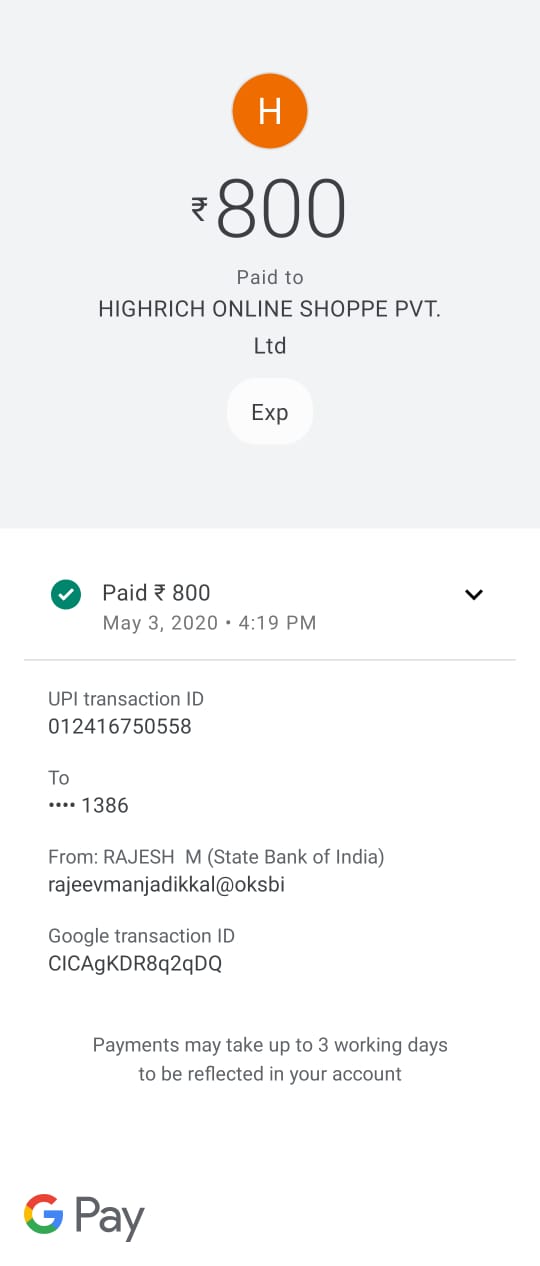 H
₹800
Paid to
HIGHRICH ONLINE SHOPPE PVT.
Ltd
Exp
Paid ₹ 800
May 3, 2020 • 4:19 PM
UPI transaction ID
012416750558
To
•••• 1386
From: RAJESH  M (State Bank of India)
rajeevmanjadikkal@oksbi
Google transaction ID
CICAgKDR8q2qDQ
Payments may take up to 3 working days
to be reflected in your account
G Pay